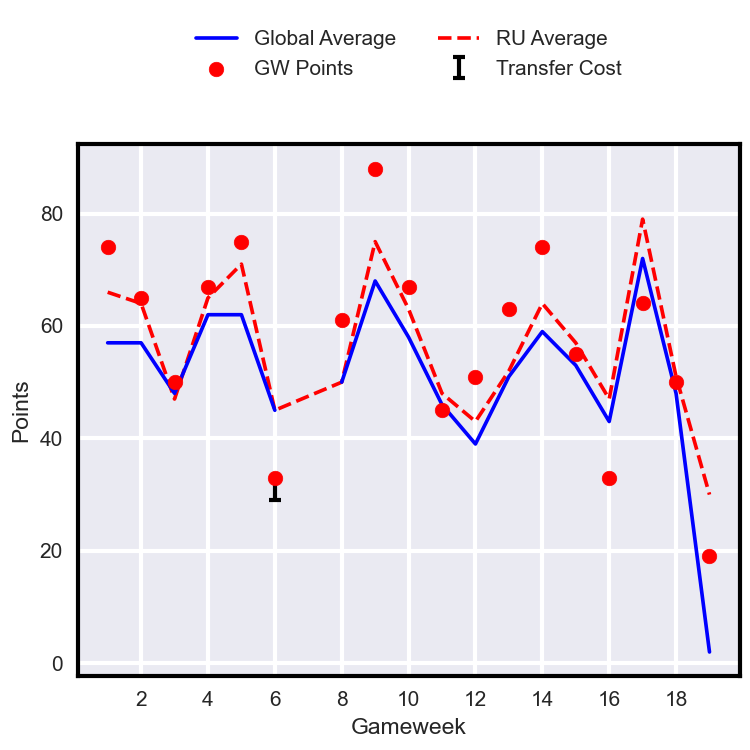 Global Average RU Average
GW Points Transfer Cost
80
60
40
20
0
Points
2 4 6 8 10 12 14 16 18
Gameweek